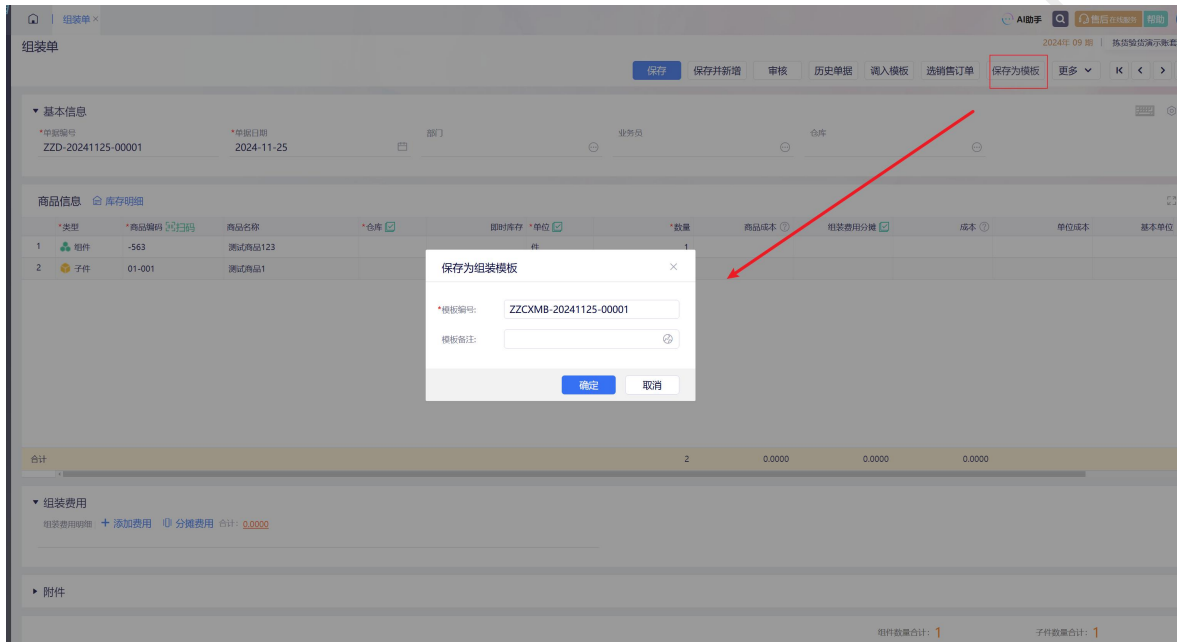 组装单 ×
AI助手 售后在线服务 帮助
组装单
2024年 09 期 | 拣货验货演示账套
保存 保存并新增 审核 历史单据 调入模板 选销售订单 保存为模板 更多
基本信息
*单据编号 *单据日期 部门 业务员 仓库
ZZD-20241125-00001 2024-11-25
商品信息 库存明细
*类型 *商品编码 扫码 商品名称 *仓库 即时库存 *单位 *数量 商品成本 组装费用分摊 成本 单位成本 基本单位
1 组件 -563 测试商品123 件 1
2 子件 01-001 测试商品1
保存为组装模板 ×
*模板编号: ZZCXMB-20241125-00001
模板备注:
确定 取消
合计 2 0.0000 0.0000 0.0000
组装费用
组装费用明细 + 添加费用 分摊费用 合计: 0.0000
附件
组件数量合计: 1 子件数量合计: 1